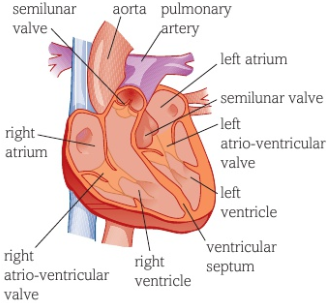 semilunar
valve
aorta
pulmonary
artery
left atrium
semilunar valve
left
atrio-ventricular
valve
right
atrium
left
ventricle
ventricular
septum
right
atrio-ventricular
valve
right
ventricle